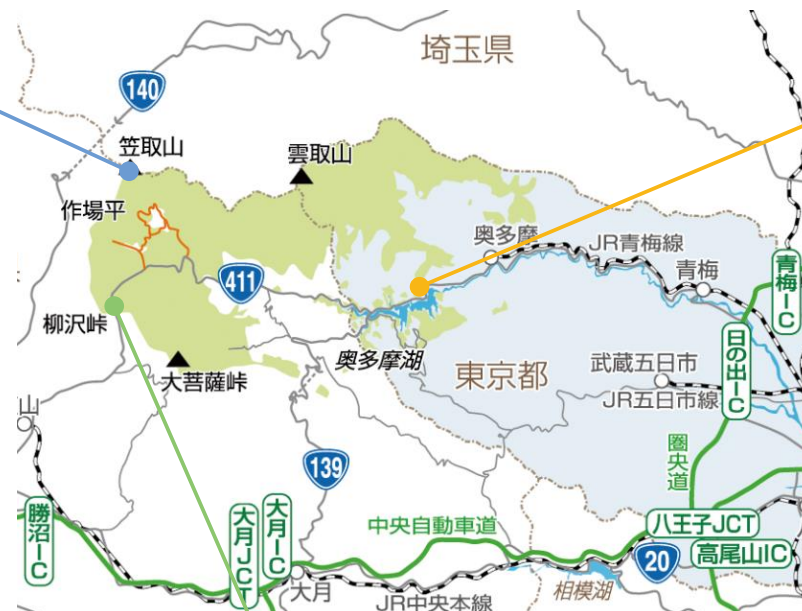 埼玉県
140
笠取山
雲取山
作場平
奥多摩
JR青梅線
青梅
青梅IC
411
柳沢峠
奥多摩湖
日の出IC
武蔵五日市
大菩薩峠
東京都
JR五日市線
山
139
圏央道
勝沼IC
大月JCT
大月IC
中央自動車道
八王子JCT
20
高尾山IC
大月
相模湖
JR中央本線